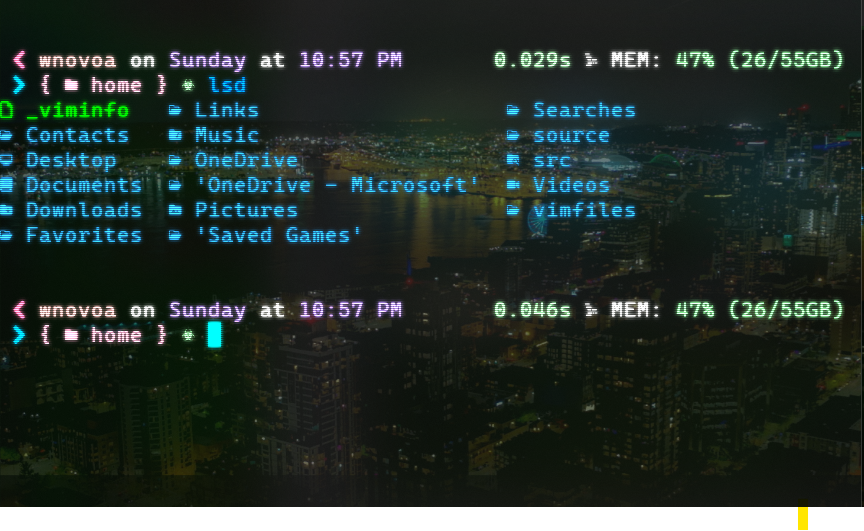 wnovoa on Sunday at 10:57 PM 0.029s MEM: 47% (26/55GB)
{ home } lsd
_viminfo Links Searches
Contacts Music source
Desktop OneDrive src
Documents 'OneDrive - Microsoft' Videos
Downloads Pictures vimfiles
Favorites 'Saved Games'
wnovoa on Sunday at 10:57 PM 0.046s MEM: 47% (26/55GB)
{ home }